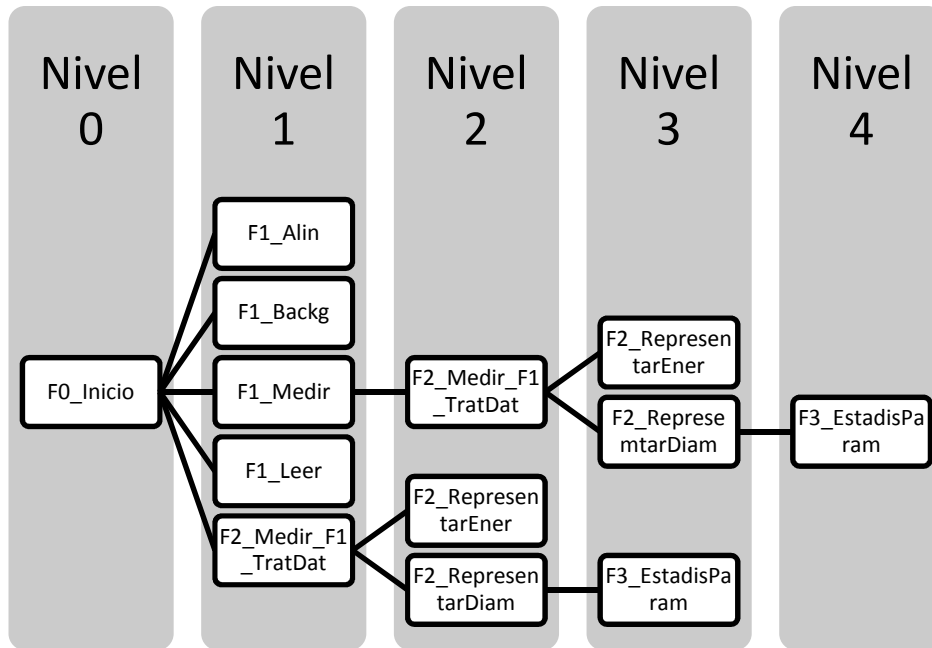 Nivel
0
Nivel
1
Nivel
2
Nivel
3
Nivel
4
F0_Inicio
F1_Alin
F1_Backg
F1_Medir
F1_Leer
F2_Medir_F1
_TratDat
F2_Medir_F1
_TratDat
F2_Represen
tarEner
F2_Represen
tarDiam
F2_Represen
tarEner
F2_Represe
mtarDiam
F3_EstadisPa
ram
F3_EstadisPa
ram